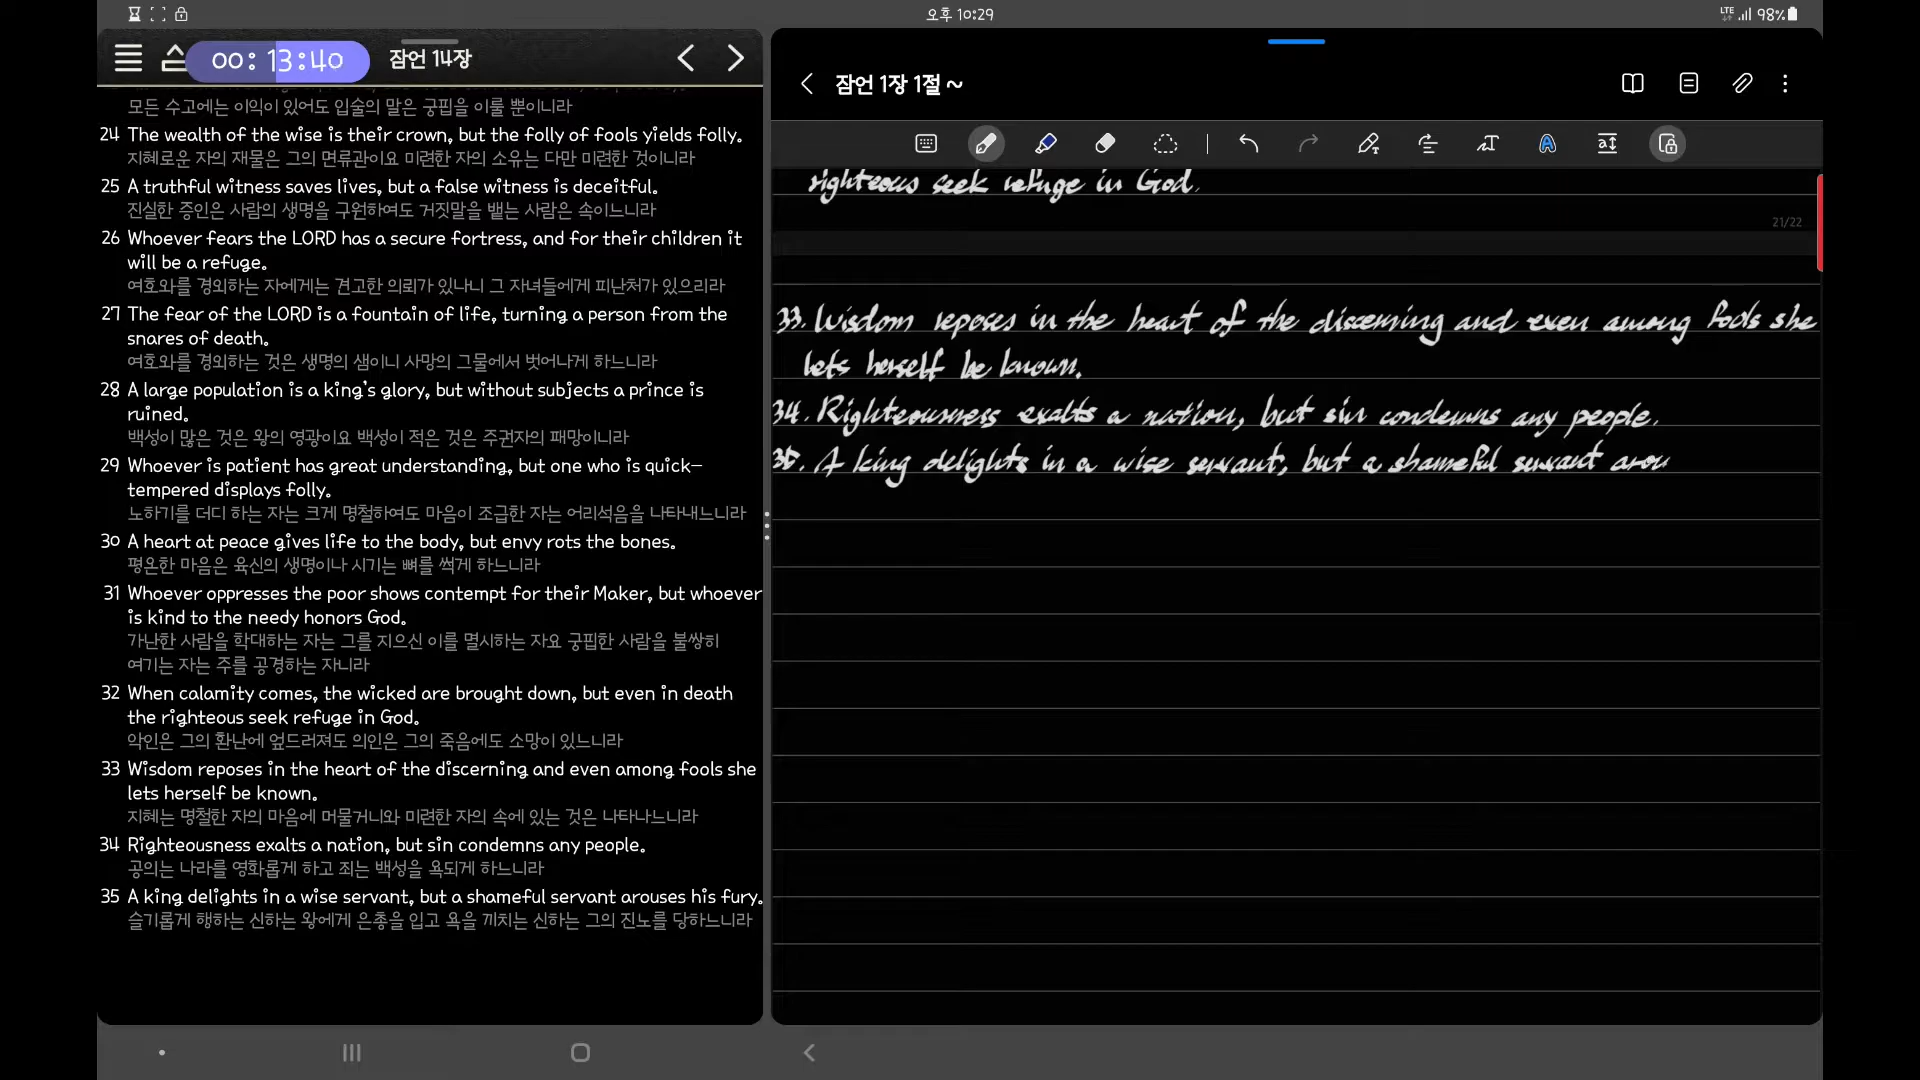 오후 10:29
LTE 98%
00:13:40
잠언 14장
모든 수고에는 이익이 있어도 입술의 말은 궁핍을 이룰 뿐이니라
24 The wealth of the wise is their crown, but the folly of fools yields folly.
지혜로운 자의 재물은 그의 면류관이요 미련한 자의 소유는 다만 미련한 것이니라
25 A truthful witness saves lives, but a false witness is deceitful.
진실한 증인은 사람의 생명을 구원하여도 거짓말을 뱉는 사람은 속이느니라
26 Whoever fears the LORD has a secure fortress, and for their children it
will be a refuge.
여호와를 경외하는 자에게는 견고한 의뢰가 있나니 그 자녀들에게 피난처가 있으리라
27 The fear of the LORD is a fountain of life, turning a person from the
snares of death.
여호와를 경외하는 것은 생명의 샘이니 사망의 그물에서 벗어나게 하느니라
28 A large population is a king's glory, but without subjects a prince is
ruined.
백성이 많은 것은 왕의 영광이요 백성이 적은 것은 주권자의 패망이니라
29 Whoever is patient has great understanding, but one who is quick-
tempered displays folly.
노하기를 더디 하는 자는 크게 명철하여도 마음이 조급한 자는 어리석음을 나타내느니라
30 A heart at peace gives life to the body, but envy rots the bones.
평온한 마음은 육신의 생명이나 시기는 뼈를 썩게 하느니라
31 Whoever oppresses the poor shows contempt for their Maker, but whoever
is kind to the needy honors God.
가난한 사람을 학대하는 자는 그를 지으신 이를 멸시하는 자요 궁핍한 사람을 불쌍히
여기는 자는 주를 공경하는 자니라
32 When calamity comes, the wicked are brought down, but even in death
the righteous seek refuge in God.
악인은 그의 환난에 엎드러져도 의인은 그의 죽음에도 소망이 있느니라
33 Wisdom reposes in the heart of the discerning and even among fools she
lets herself be known.
지혜는 명철한 자의 마음에 머물거니와 미련한 자의 속에 있는 것은 나타나느니라
34 Righteousness exalts a nation, but sin condemns any people.
공의는 나라를 영화롭게 하고 죄는 백성을 욕되게 하느니라
35 A king delights in a wise servant, but a shameful servant arouses his fury.
슬기롭게 행하는 신하는 왕에게 은총을 입고 욕을 끼치는 신하는 그의 진노를 당하느니라
잠언 1장 1절 ~
righteous seek refuge in God.
21/22
33. Wisdom reposes in the heart of the discerning and even among fools she
lets herself be known.
34. Righteousness exalts a nation, but sin condemns any people.
35. A king delights in a wise servant, but a shameful servant arou